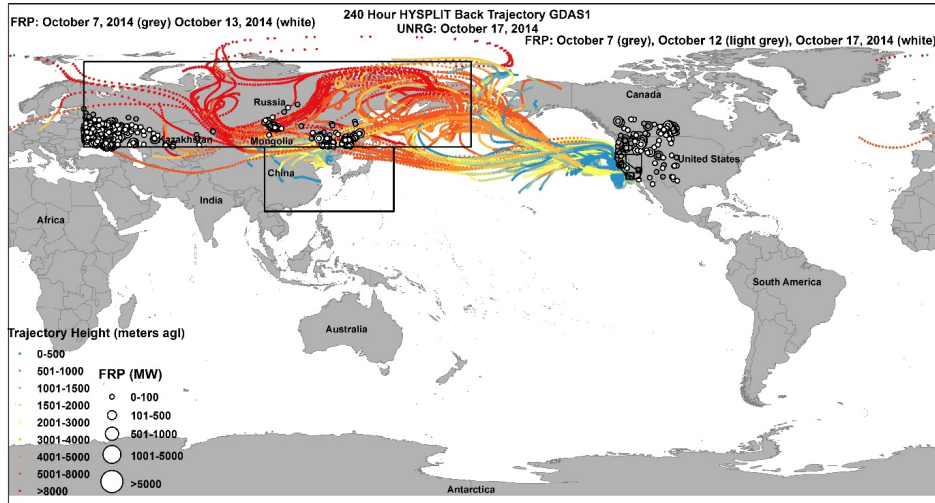 240 Hour HYSPLIT Back Trajectory GDAS1
FRP: October 7, 2014 (grey) October 13, 2014 (white)
UNRG: October 17, 2014
FRP: October 7 (grey), October 12 (light grey), October 17, 2014 (white)
Russia
Canada
Kazakhstan
Mongolia
United States
China
India
Africa
South America
Australia
Trajectory Height (meters agl)
0-500
501-1000
1001-1500
1501-2000
2001-3000
3001-4000
4001-5000
5001-8000
>8000
FRP (MW)
0-100
101-500
501-1000
1001-5000
>5000
Antarctica